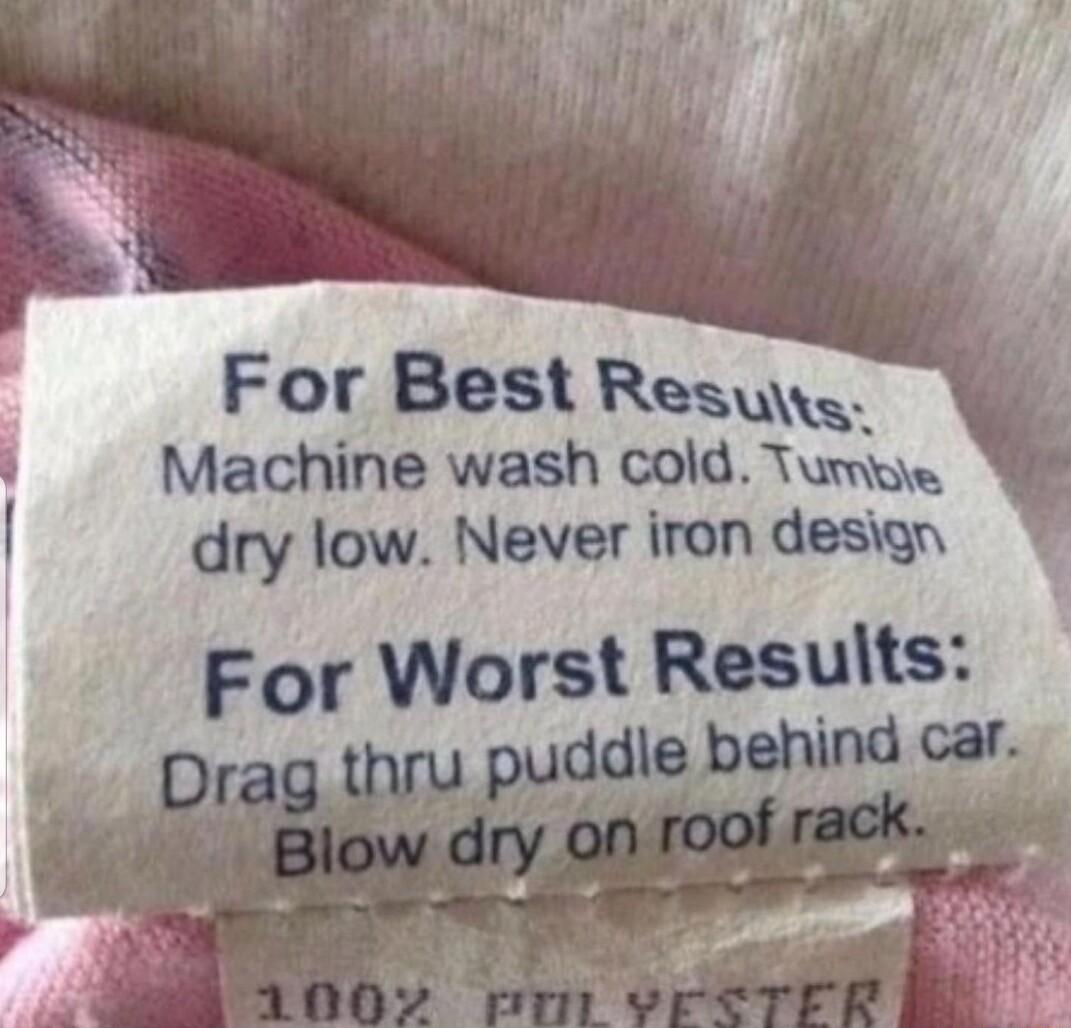 For Best Results:
Machine wash cold. Tumble
dry low. Never iron design
For Worst Results:
Drag thru puddle behind car.
Blow dry on roof rack.
100% POLYESTER